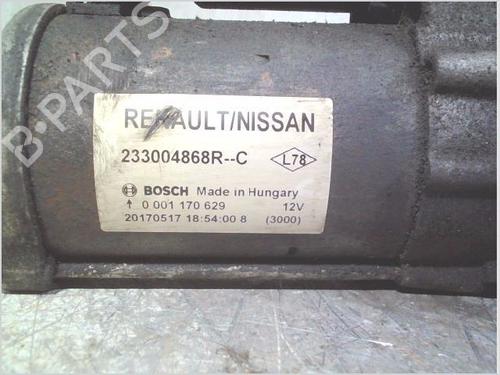 B-PARTS
RENAULT/NISSAN
233004868R--C
L78
BOSCH Made in Hungary
0 001 170 629 12V
20170517 18:54:00 8 (3000)